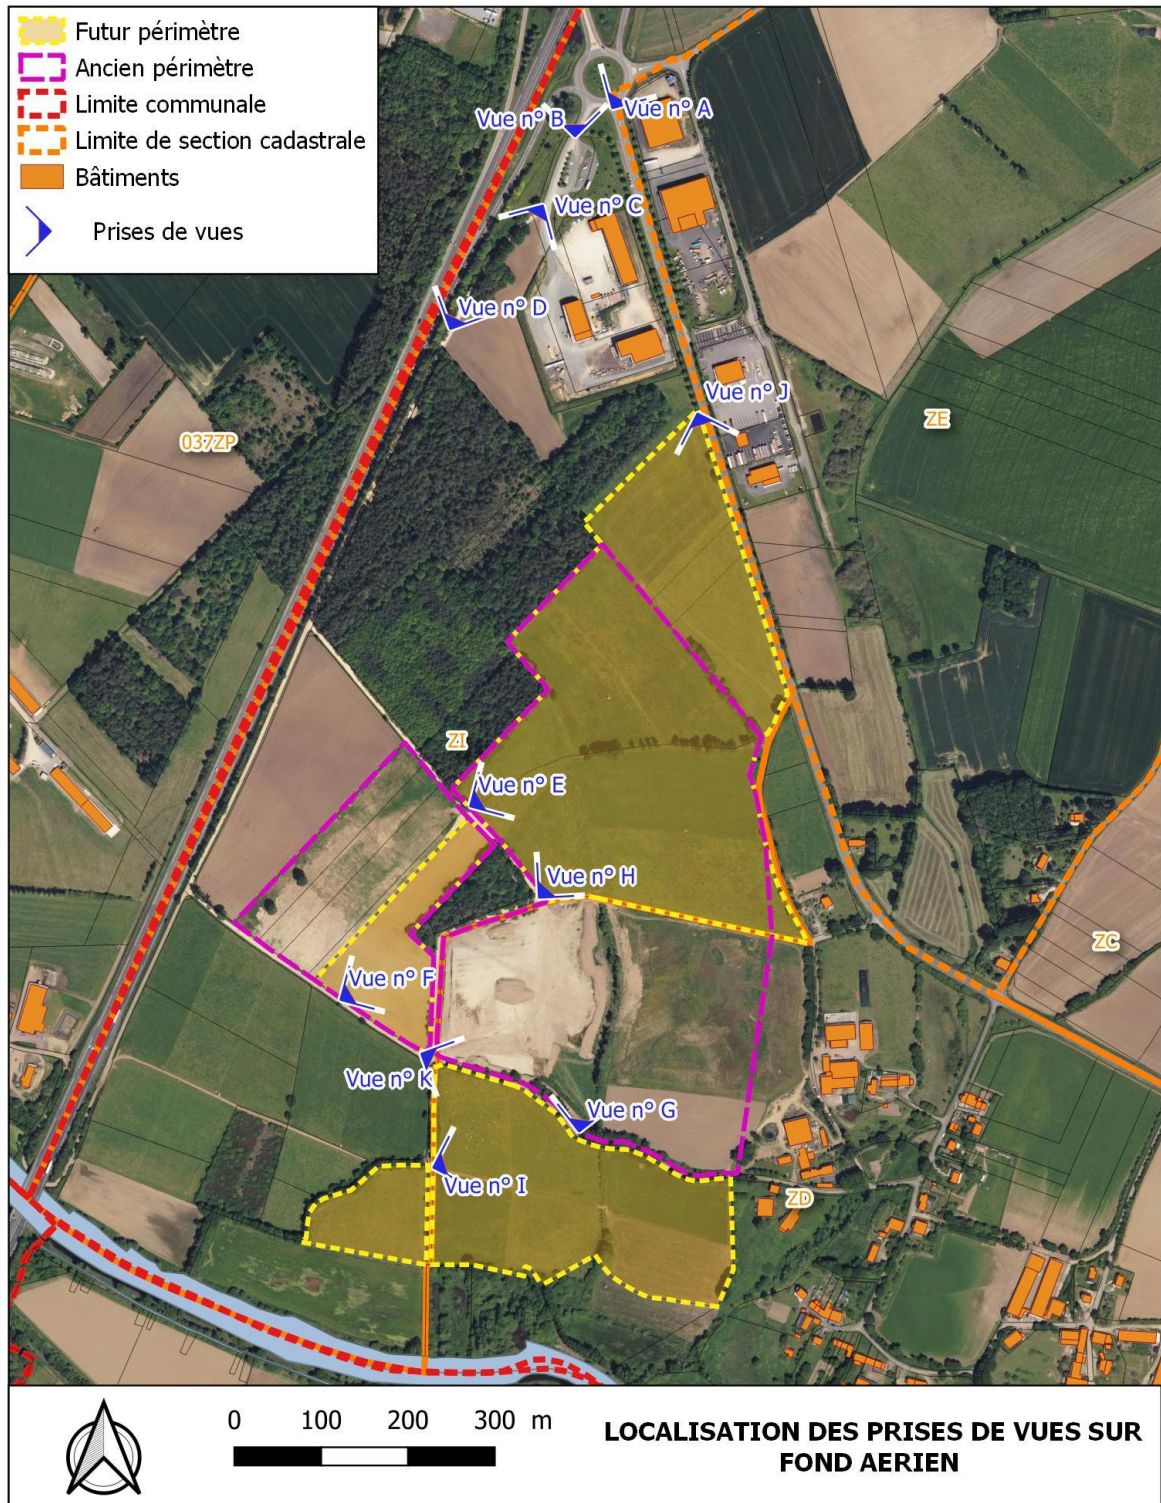 Futur périmètre
Ancien périmètre
Limite communale
Limite de section cadastrale
Bâtiments
Prises de vues
Vue n° A
Vue n° B
Vue n° C
Vue n° D
Vue n° J
ZE
037ZP
ZI
Vue n° E
Vue n° H
ZC
Vue n° F
Vue n° K
Vue n° G
Vue n° I
ZD
0 100 200 300 m
LOCALISATION DES PRISES DE VUES SUR
FOND AERIEN